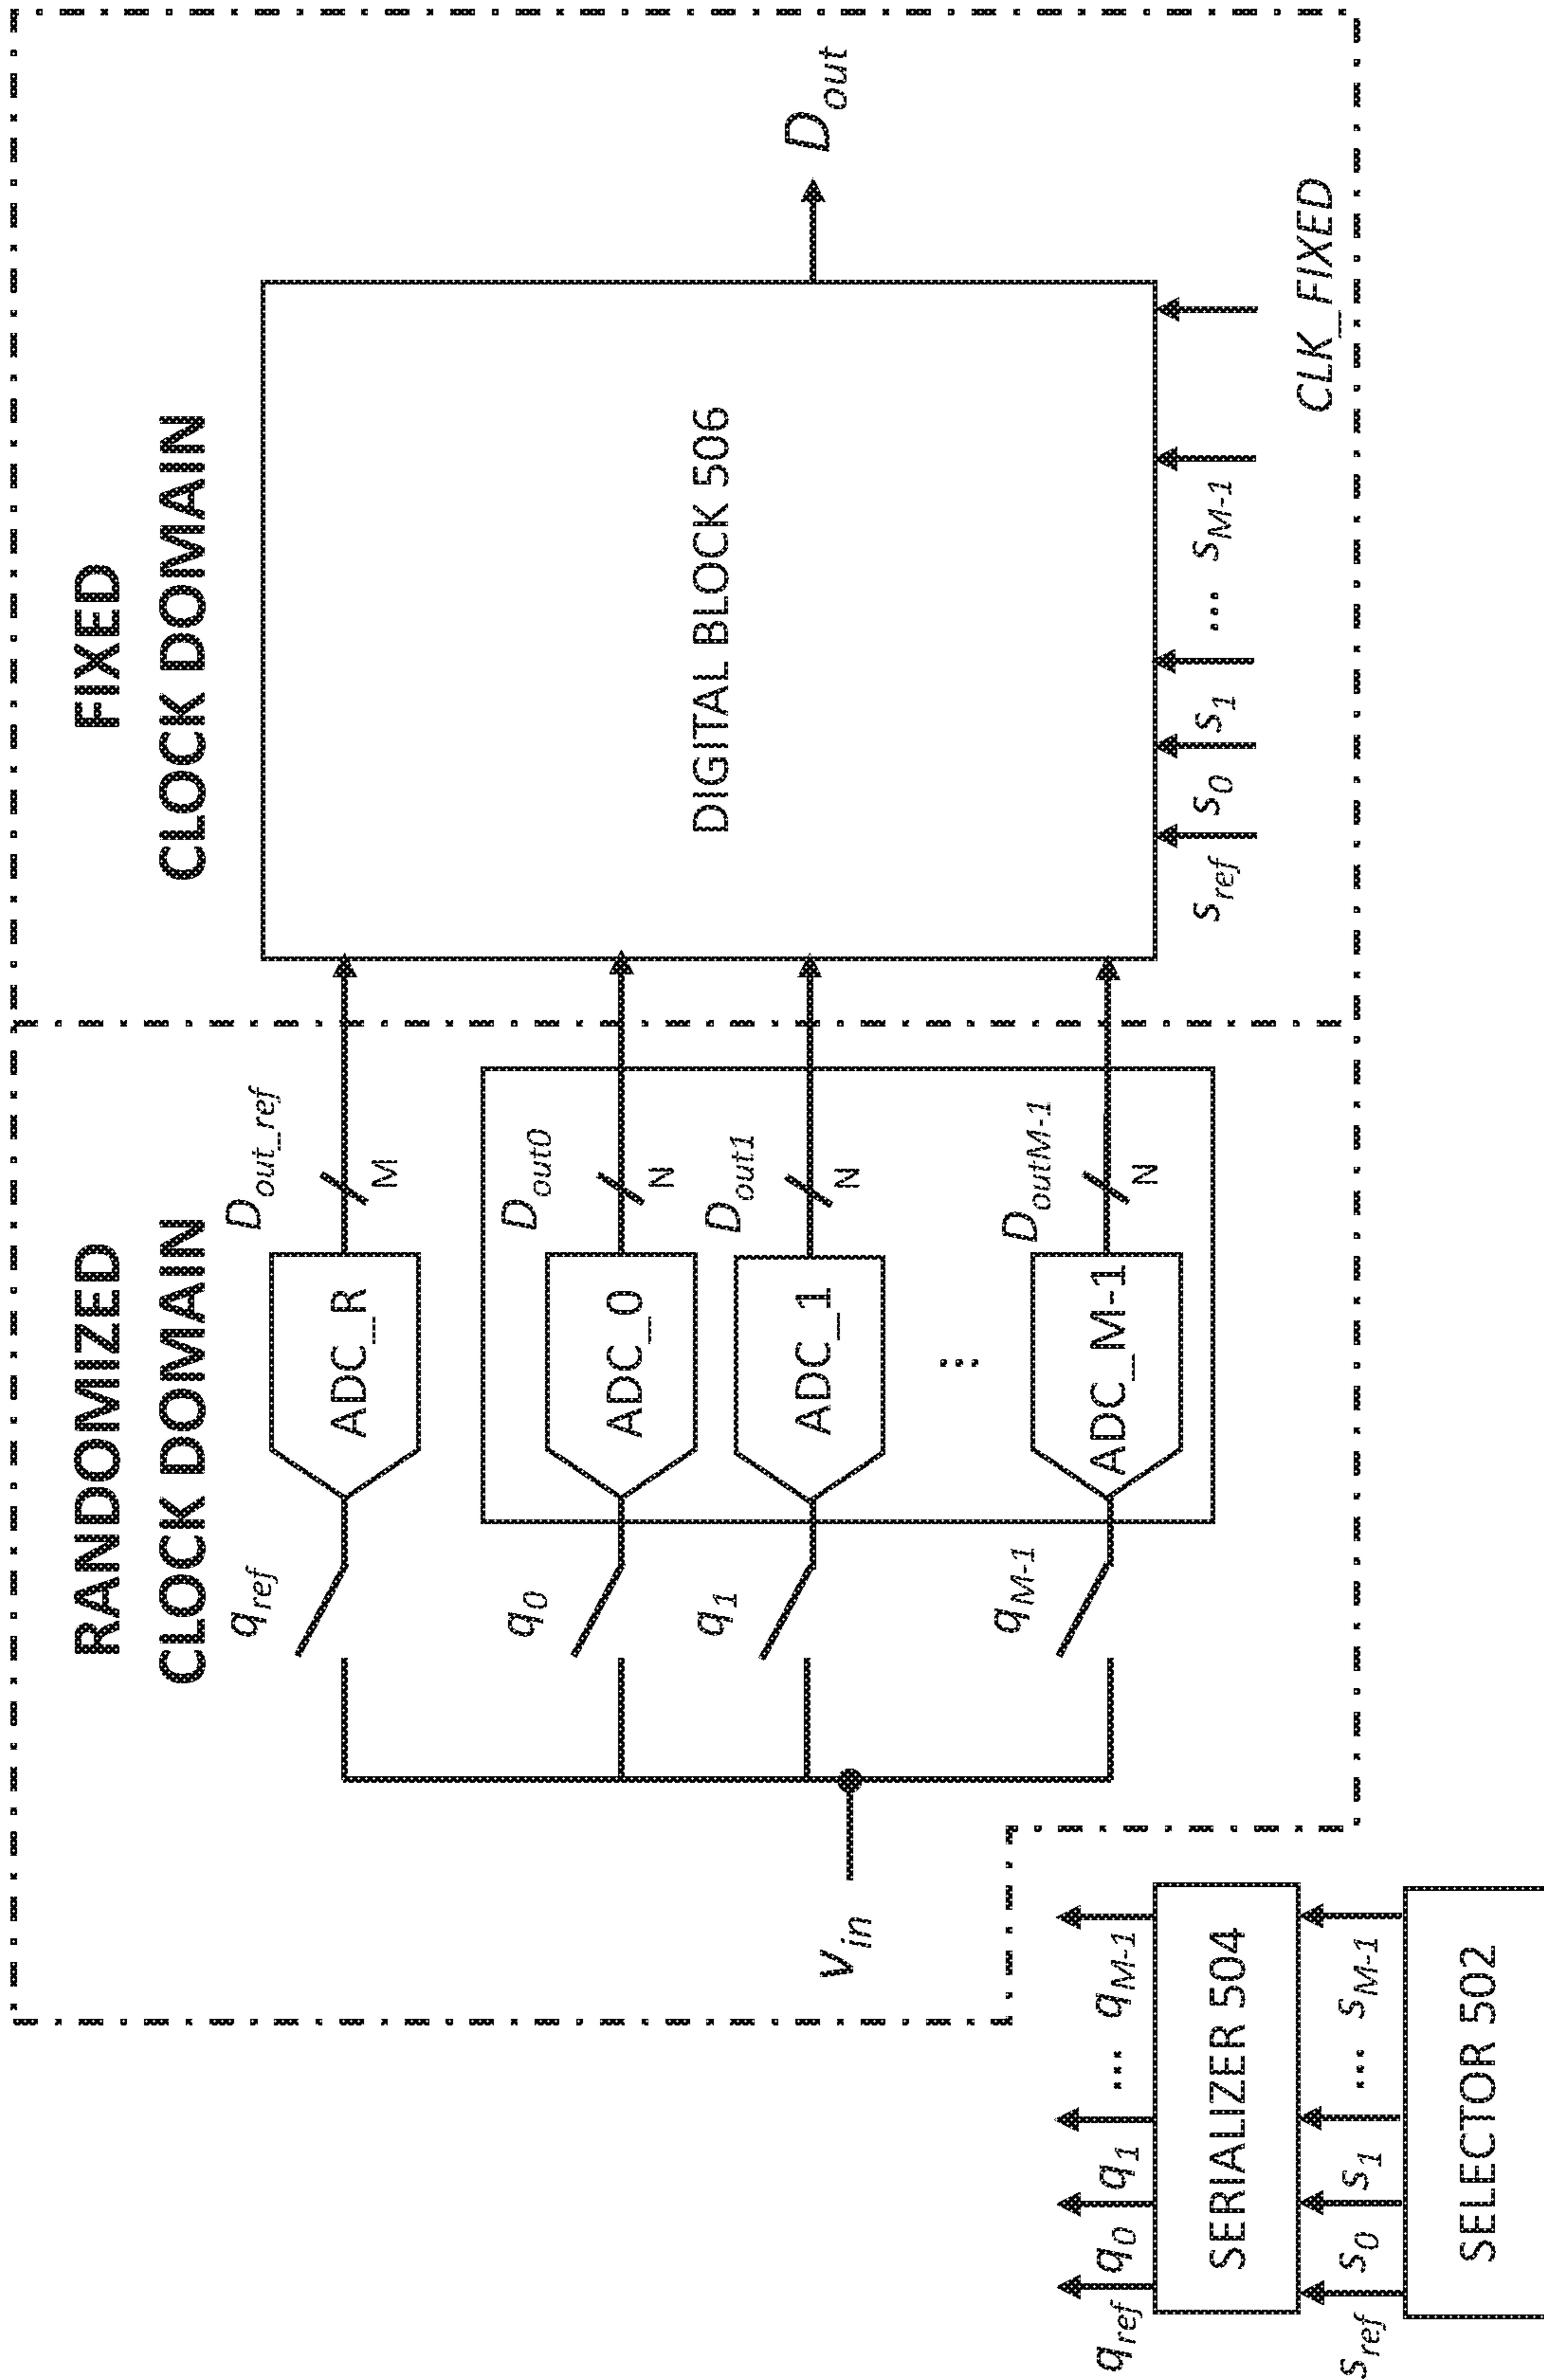 RANDOMIZED
CLOCK DOMAIN
FIXED
CLOCK DOMAIN
q_ref
ADC_R
D_out_ref
M
q_0
ADC_0
D_out0
N
q_1
ADC_1
D_out1
N
⋮
q_M-1
ADC_M-1
D_outM-1
N
V_in
DIGITAL BLOCK 506
D_out
s_ref s_0 s_1 ... s_M-1
CLK_FIXED
q_ref q_0 q_1 ... q_M-1
SERIALIZER 504
s_ref s_0 s_1 ... s_M-1
SELECTOR 502